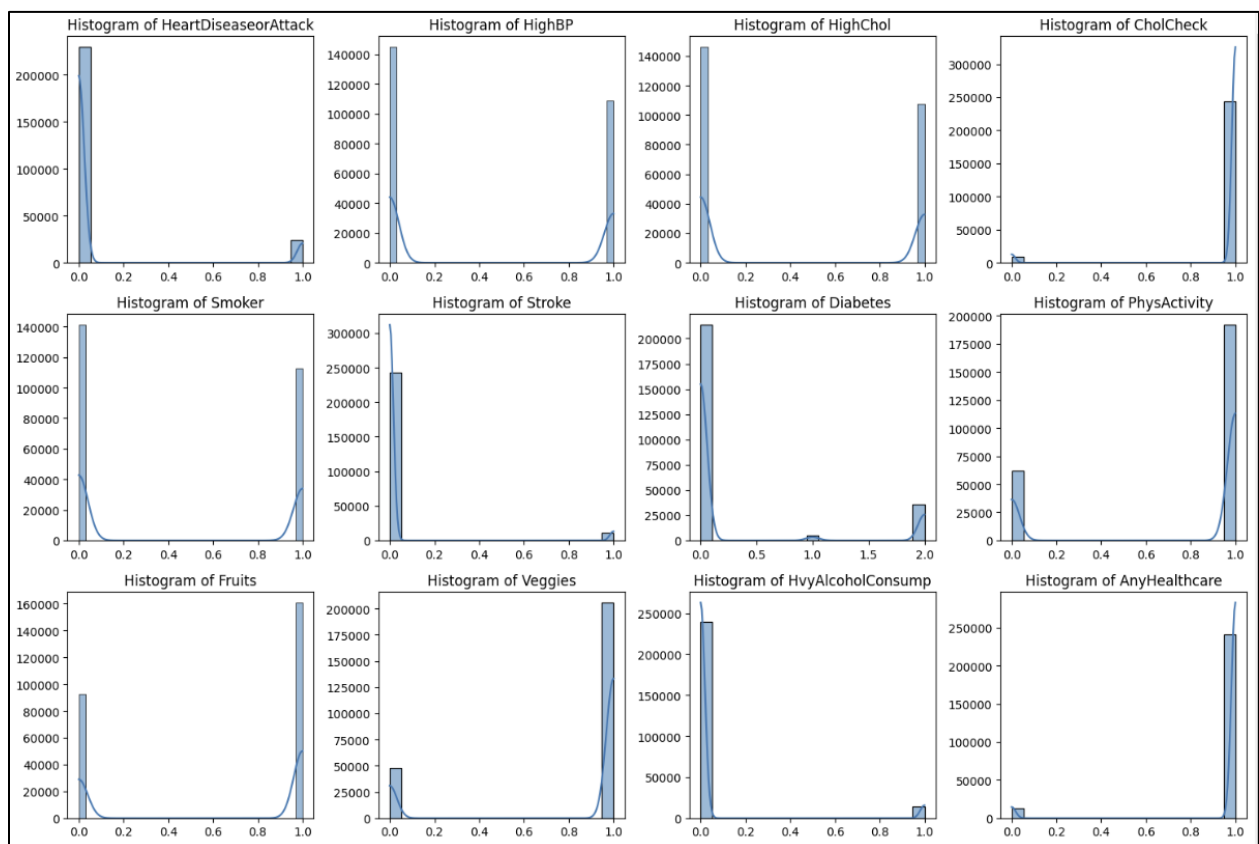 Histogram of HeartDiseaseorAttack Histogram of HighBP Histogram of HighChol Histogram of CholCheck
200000 150000 100000 50000 0
0.0 0.2 0.4 0.6 0.8 1.0
140000 120000 100000 80000 60000 40000 20000 0
0.0 0.2 0.4 0.6 0.8 1.0
140000 120000 100000 80000 60000 40000 20000 0
0.0 0.2 0.4 0.6 0.8 1.0
300000 250000 200000 150000 100000 50000 0
0.0 0.2 0.4 0.6 0.8 1.0
Histogram of Smoker Histogram of Stroke Histogram of Diabetes Histogram of PhysActivity
140000 120000 100000 80000 60000 40000 20000 0
0.0 0.2 0.4 0.6 0.8 1.0
300000 250000 200000 150000 100000 50000 0
0.0 0.2 0.4 0.6 0.8 1.0
200000 175000 150000 125000 100000 75000 50000 25000 0
0.0 0.5 1.0 1.5 2.0
200000 175000 150000 125000 100000 75000 50000 25000 0
0.0 0.2 0.4 0.6 0.8 1.0
Histogram of Fruits Histogram of Veggies Histogram of HvyAlcoholConsump Histogram of AnyHealthcare
160000 140000 120000 100000 80000 60000 40000 20000 0
0.0 0.2 0.4 0.6 0.8 1.0
200000 175000 150000 125000 100000 75000 50000 25000 0
0.0 0.2 0.4 0.6 0.8 1.0
250000 200000 150000 100000 50000 0
0.0 0.2 0.4 0.6 0.8 1.0
250000 200000 150000 100000 50000 0
0.0 0.2 0.4 0.6 0.8 1.0